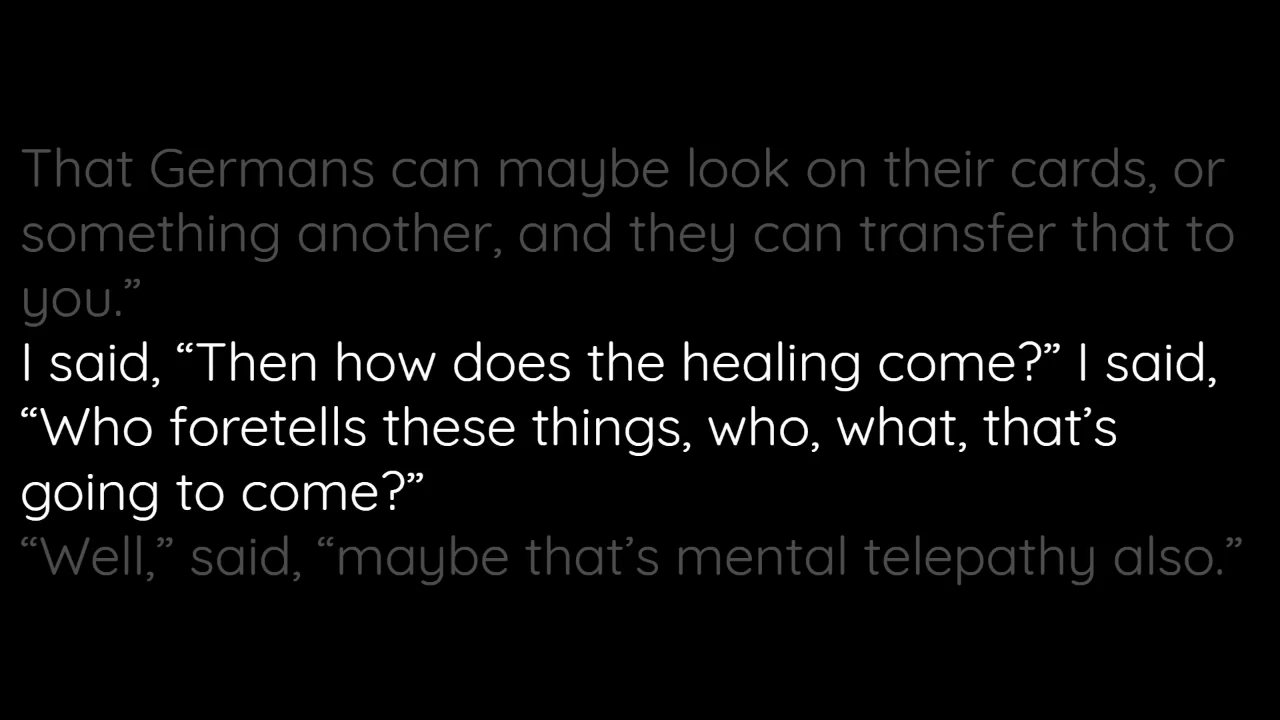 That Germans can maybe look on their cards, or
something another, and they can transfer that to
you.”
I said, “Then how does the healing come?” I said,
“Who foretells these things, who, what, that’s
going to come?”
“Well,” said, “maybe that’s mental telepathy also.”